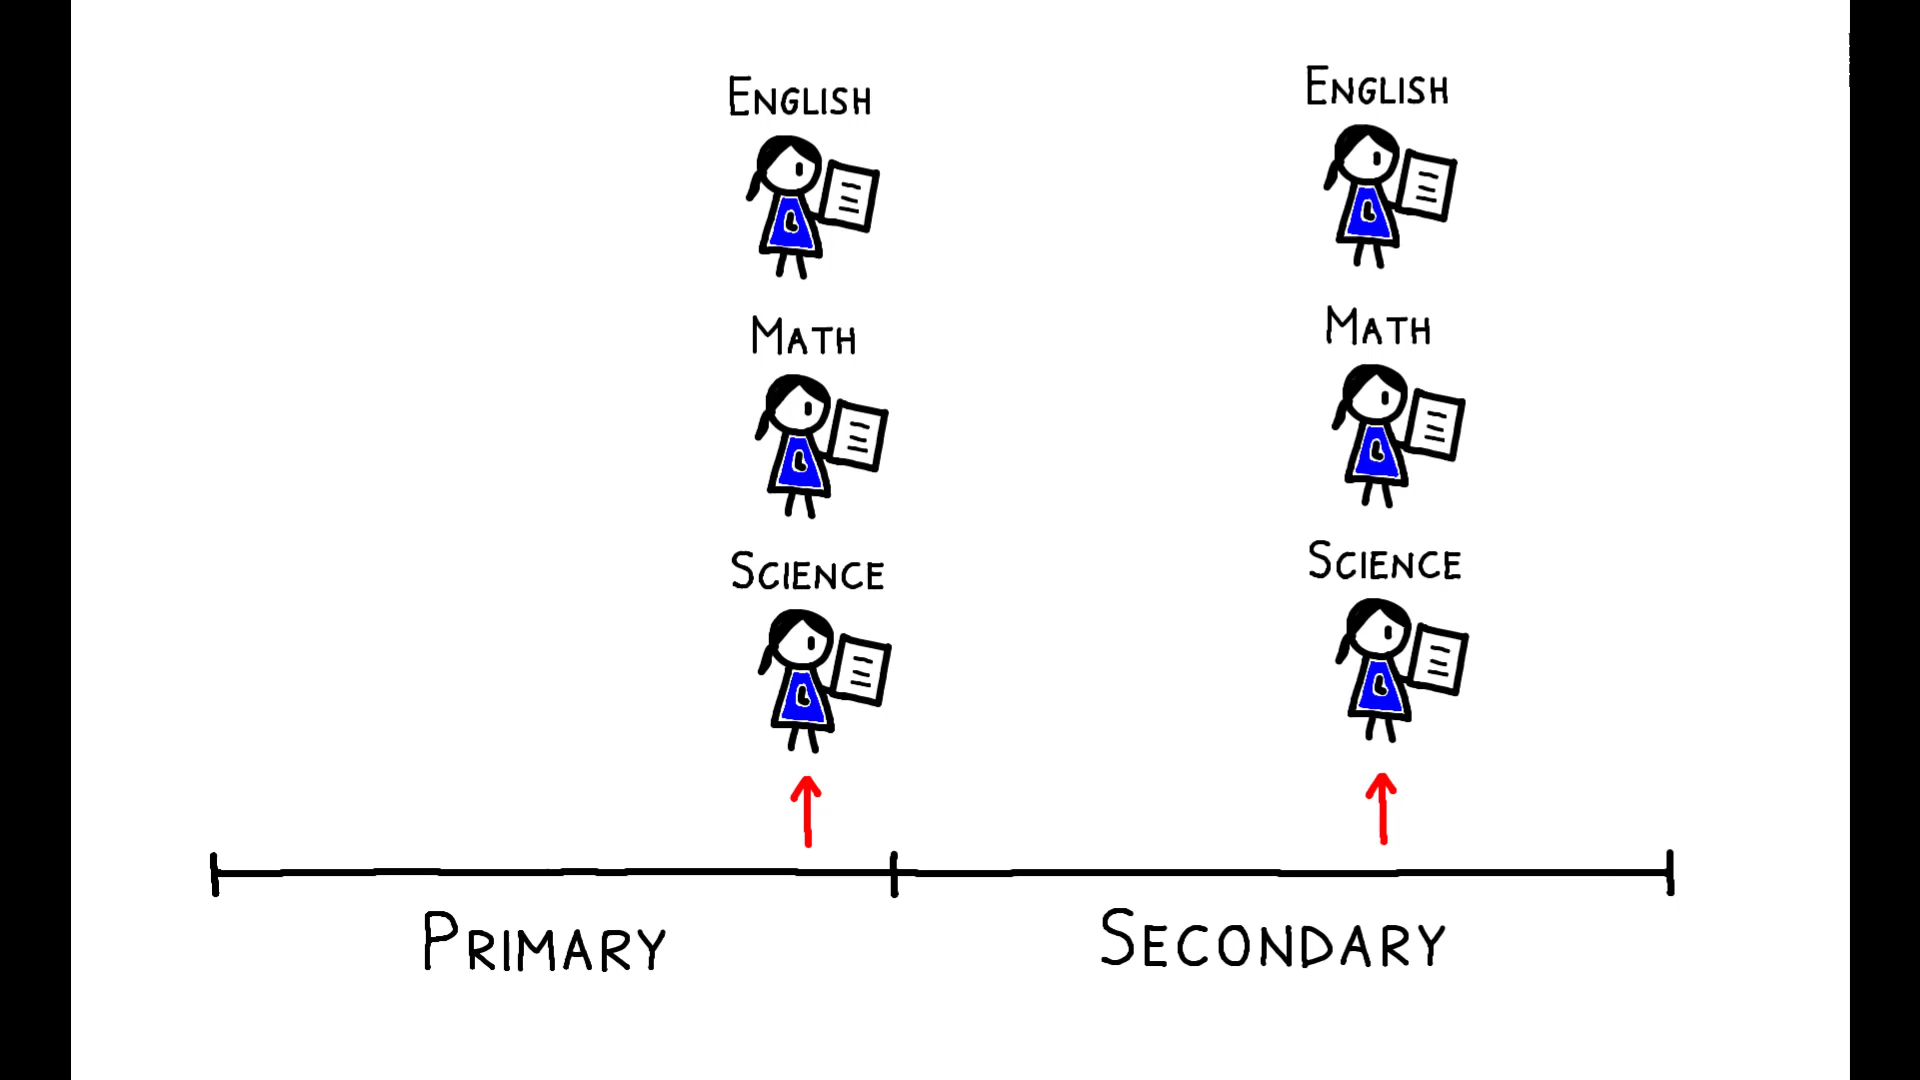 English
Math
Science
English
Math
Science
Primary
Secondary